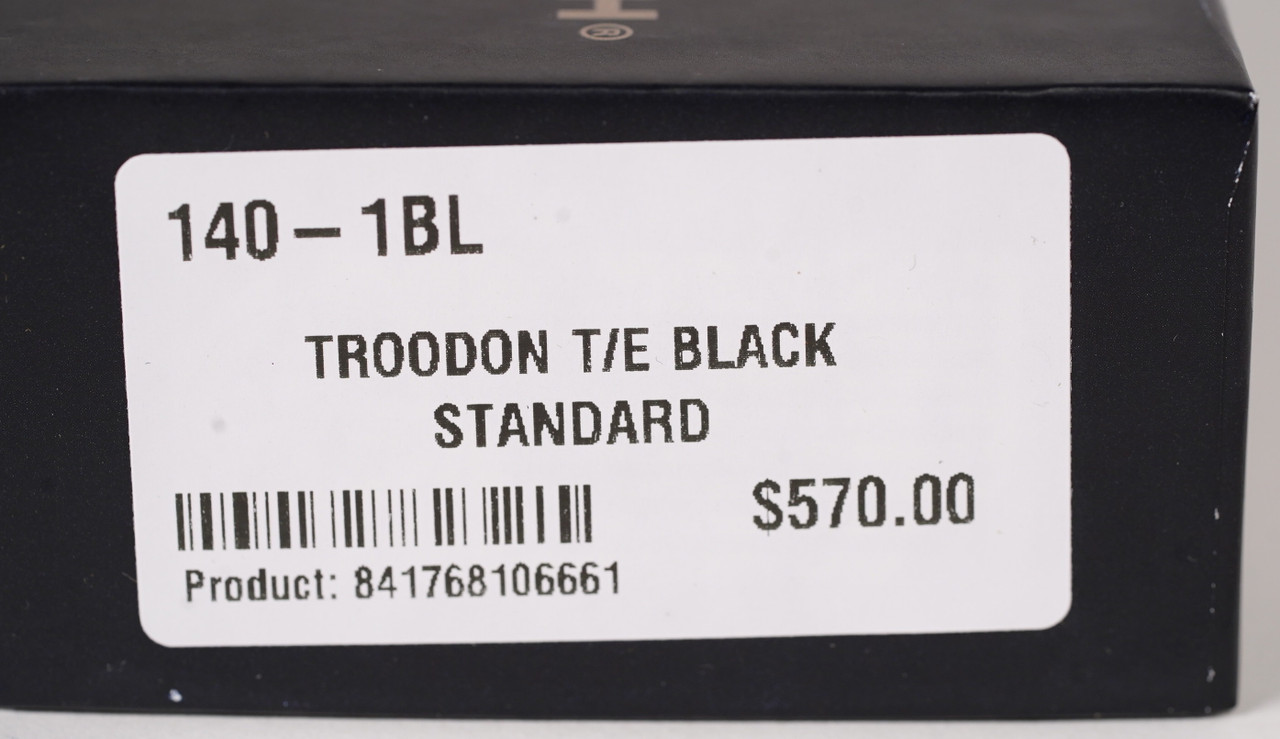 H®
140-1BL
TROODON T/E BLACK
STANDARD
$570.00
Product: 841768106661